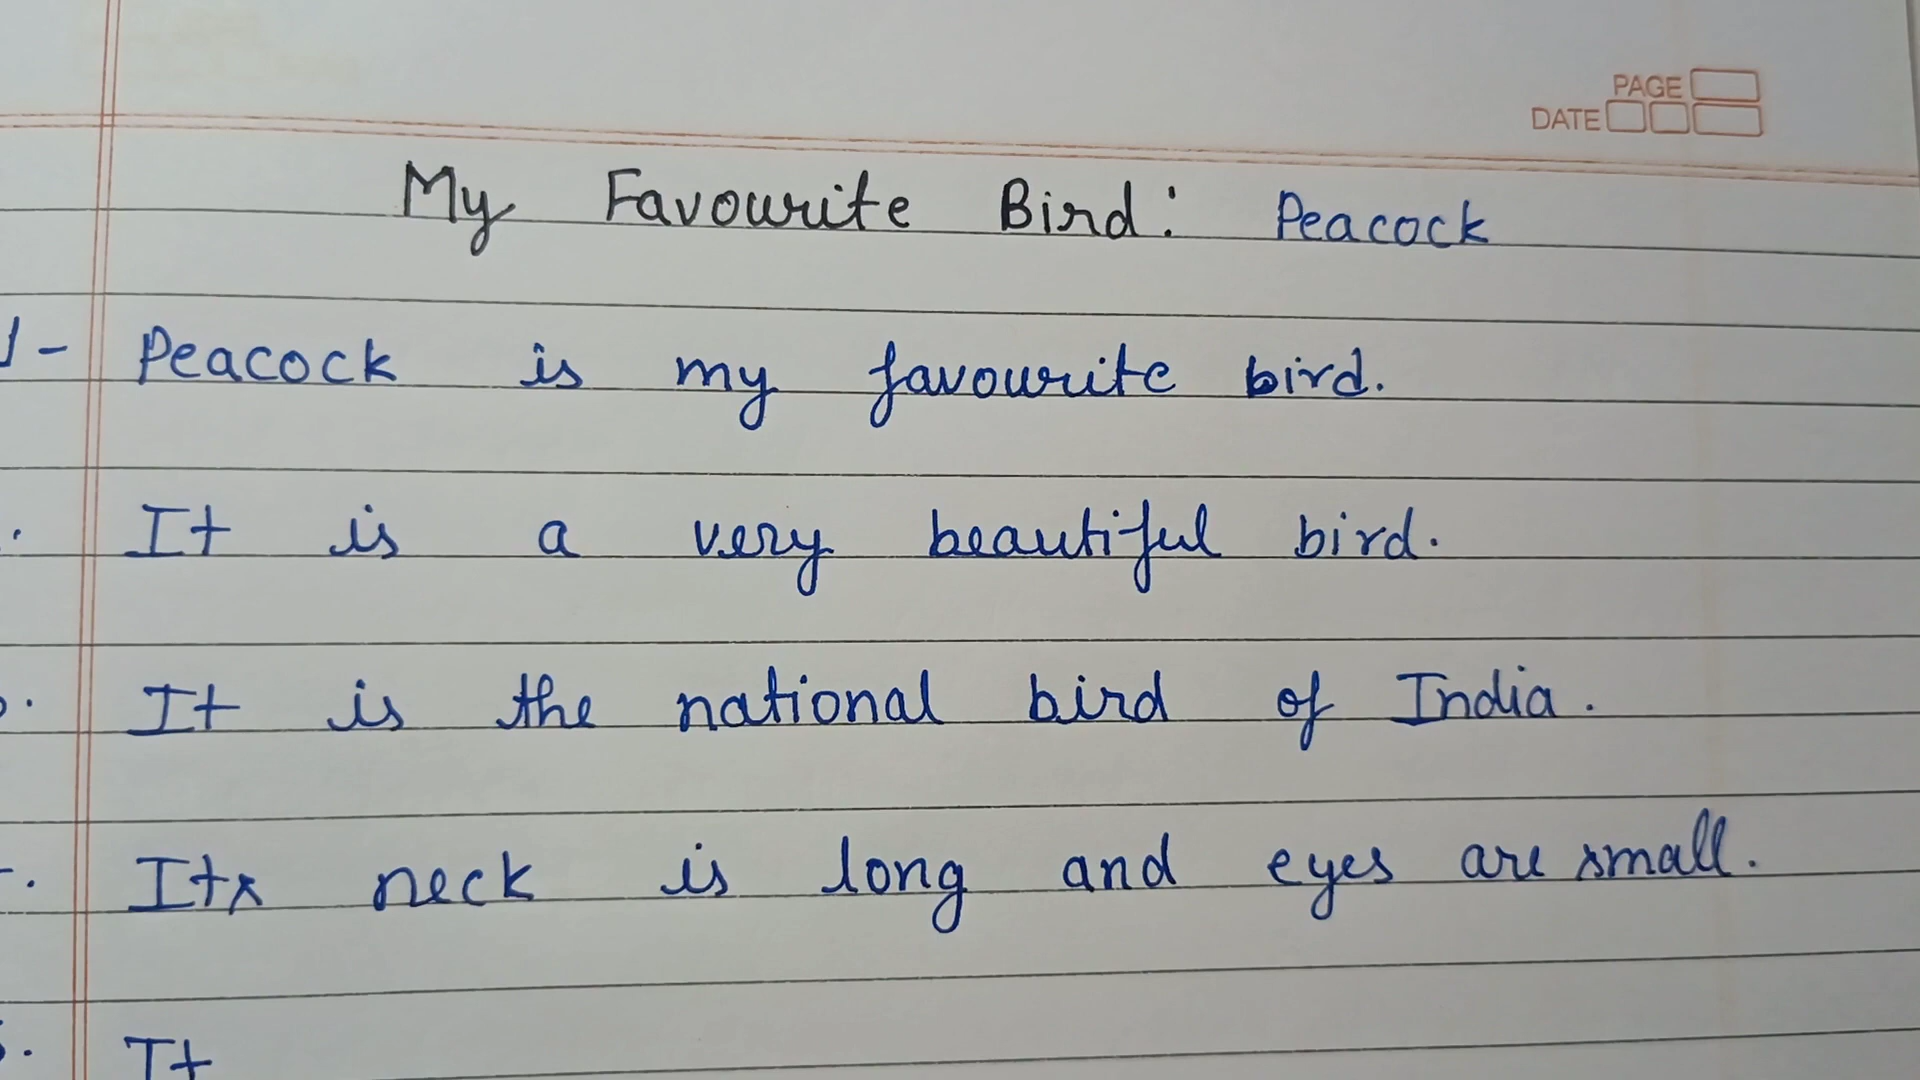 PAGE
DATE
My Favourite Bird: Peacock
1- Peacock is my favourite bird.
. It is a very beautiful bird.
. It is the national bird of India.
. Its neck is long and eyes are small.
5. It